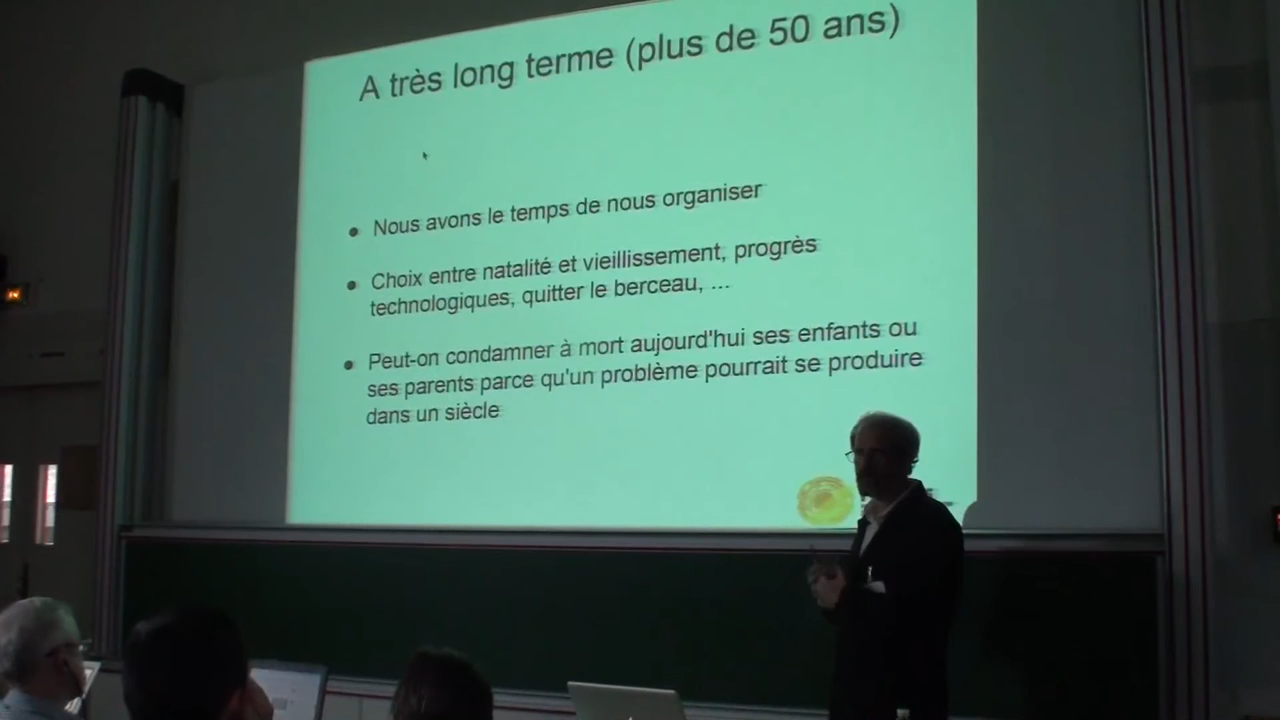 A très long terme (plus de 50 ans)
Nous avons le temps de nous organiser
Choix entre natalité et vieillissement, progrès
technologiques, quitter le berceau, ...
Peut-on condamner à mort aujourd'hui ses enfants ou
ses parents parce qu'un problème pourrait se produire
dans un siècle